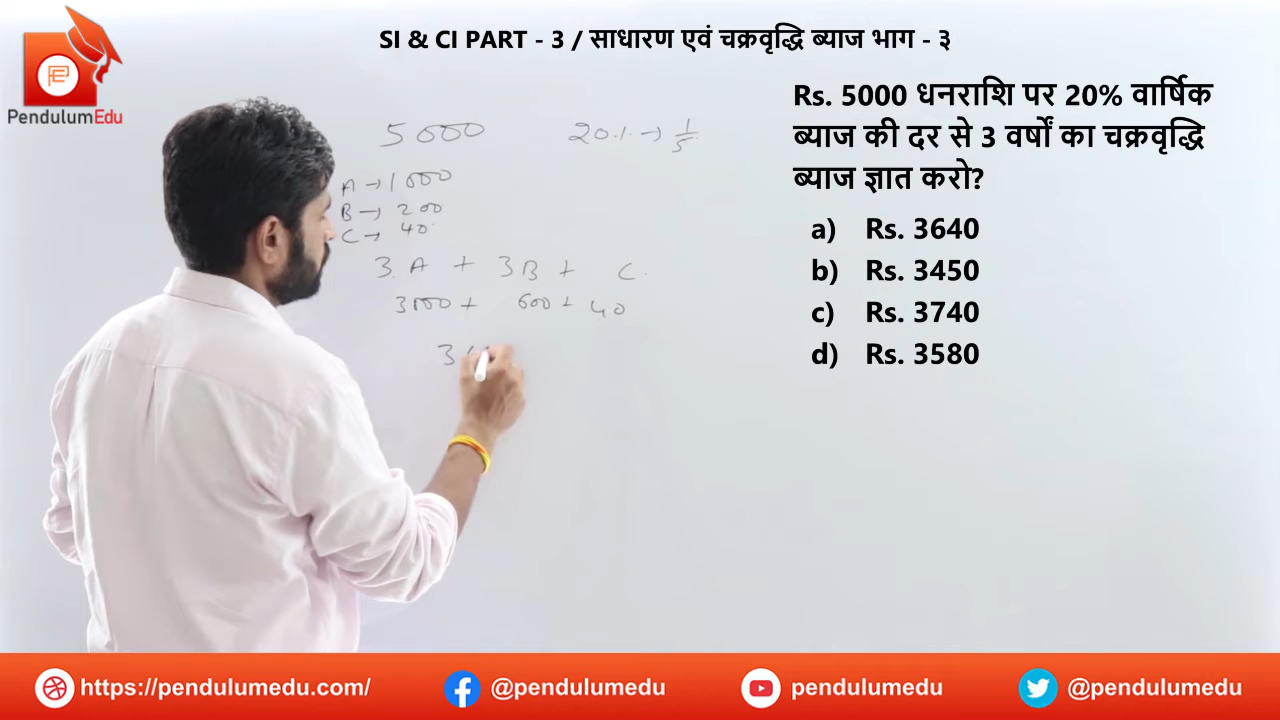 SI & CI PART - 3 / साधारण एवं चक्रवृद्धि ब्याज भाग - ३
PendulumEdu
5000 20% → 1/5
A → 1000
B → 200
C → 40
3A + 3B + C
3000 + 600 + 40
3
Rs. 5000 धनराशि पर 20% वार्षिक
ब्याज की दर से 3 वर्षों का चक्रवृद्धि
ब्याज ज्ञात करो?
a) Rs. 3640
b) Rs. 3450
c) Rs. 3740
d) Rs. 3580
https://pendulumedu.com/ @pendulumedu pendulumedu @pendulumedu